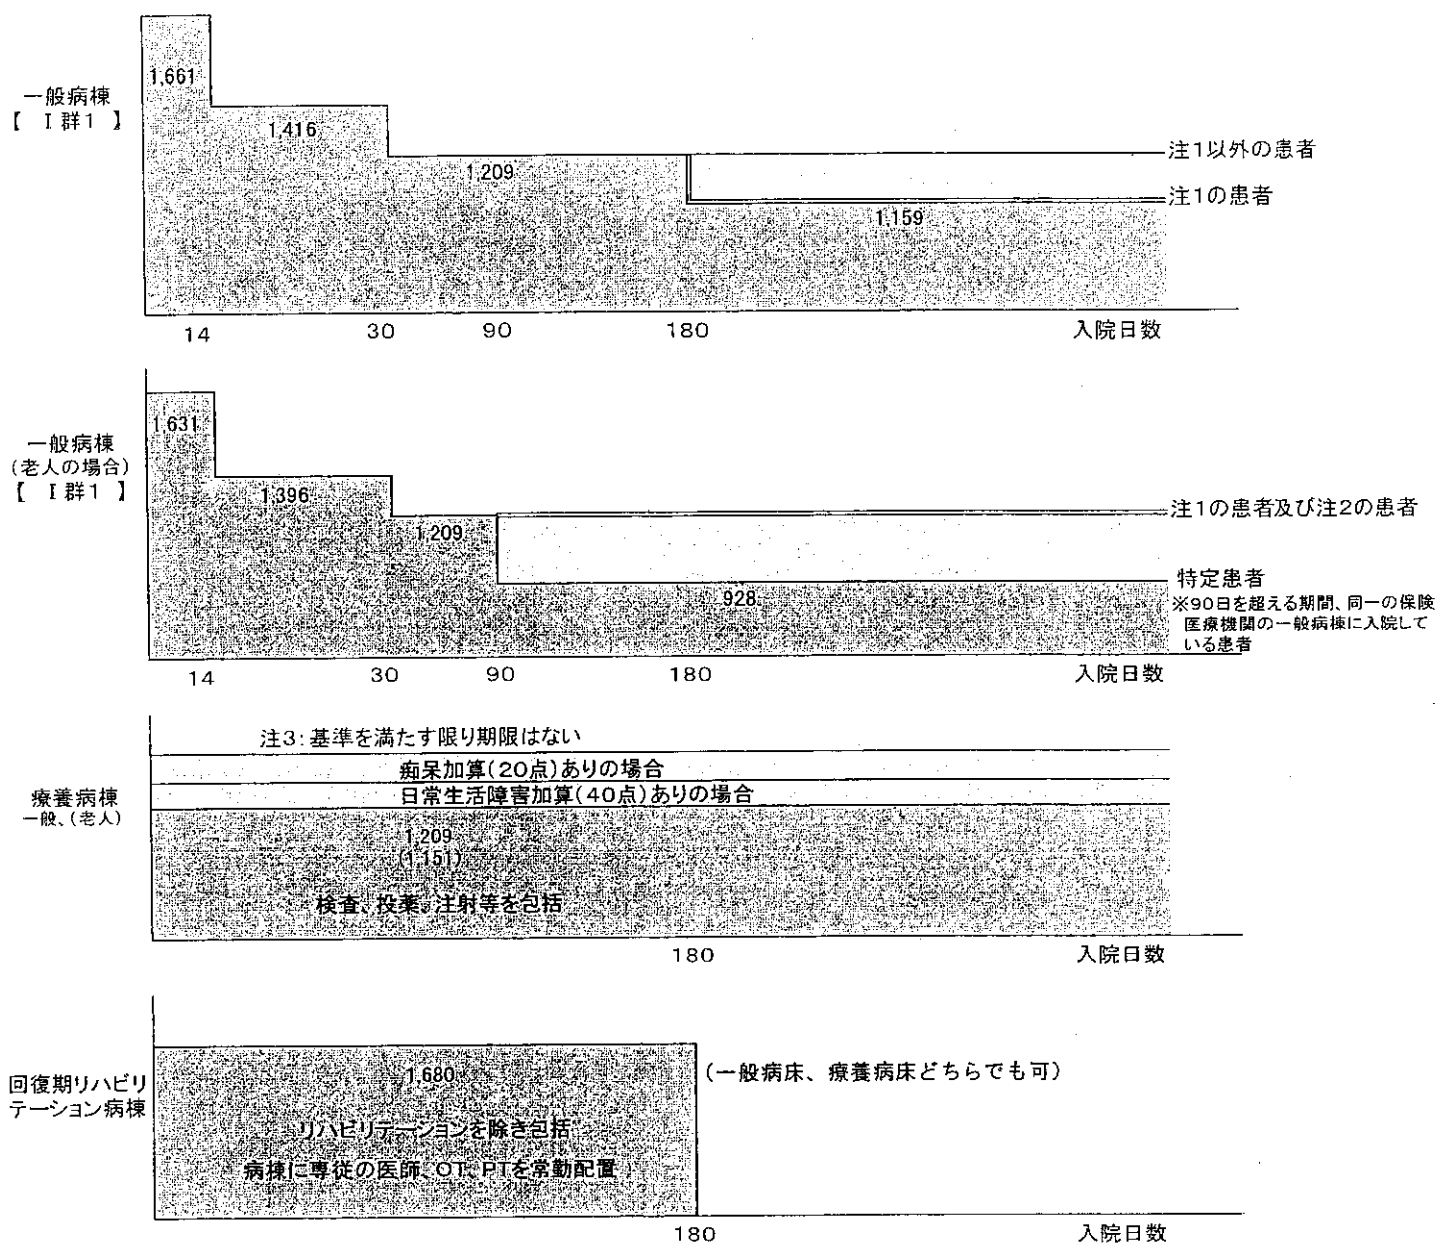 一般病棟
【 Ⅰ群1 】
1,661
1,416
1,209
1,159
注1以外の患者
注1の患者
14 30 90 180 入院日数
一般病棟
(老人の場合)
【 Ⅰ群1 】
1,631
1,396
1,209
928
注1の患者及び注2の患者
特定患者
※90日を超える期間、同一の保険
医療機関の一般病棟に入院して
いる患者
14 30 90 180 入院日数
療養病棟
一般、(老人)
注3:基準を満たす限り期限はない
痴呆加算(20点)ありの場合
日常生活障害加算(40点)ありの場合
1,209
(1,151)
検査、投薬、注射等を包括
180 入院日数
回復期リハビリ
テーション病棟
1,680
リハビリテーションを除き包括
病棟に専従の医師、OT、PTを常勤配置
(一般病床、療養病床どちらでも可)
180 入院日数